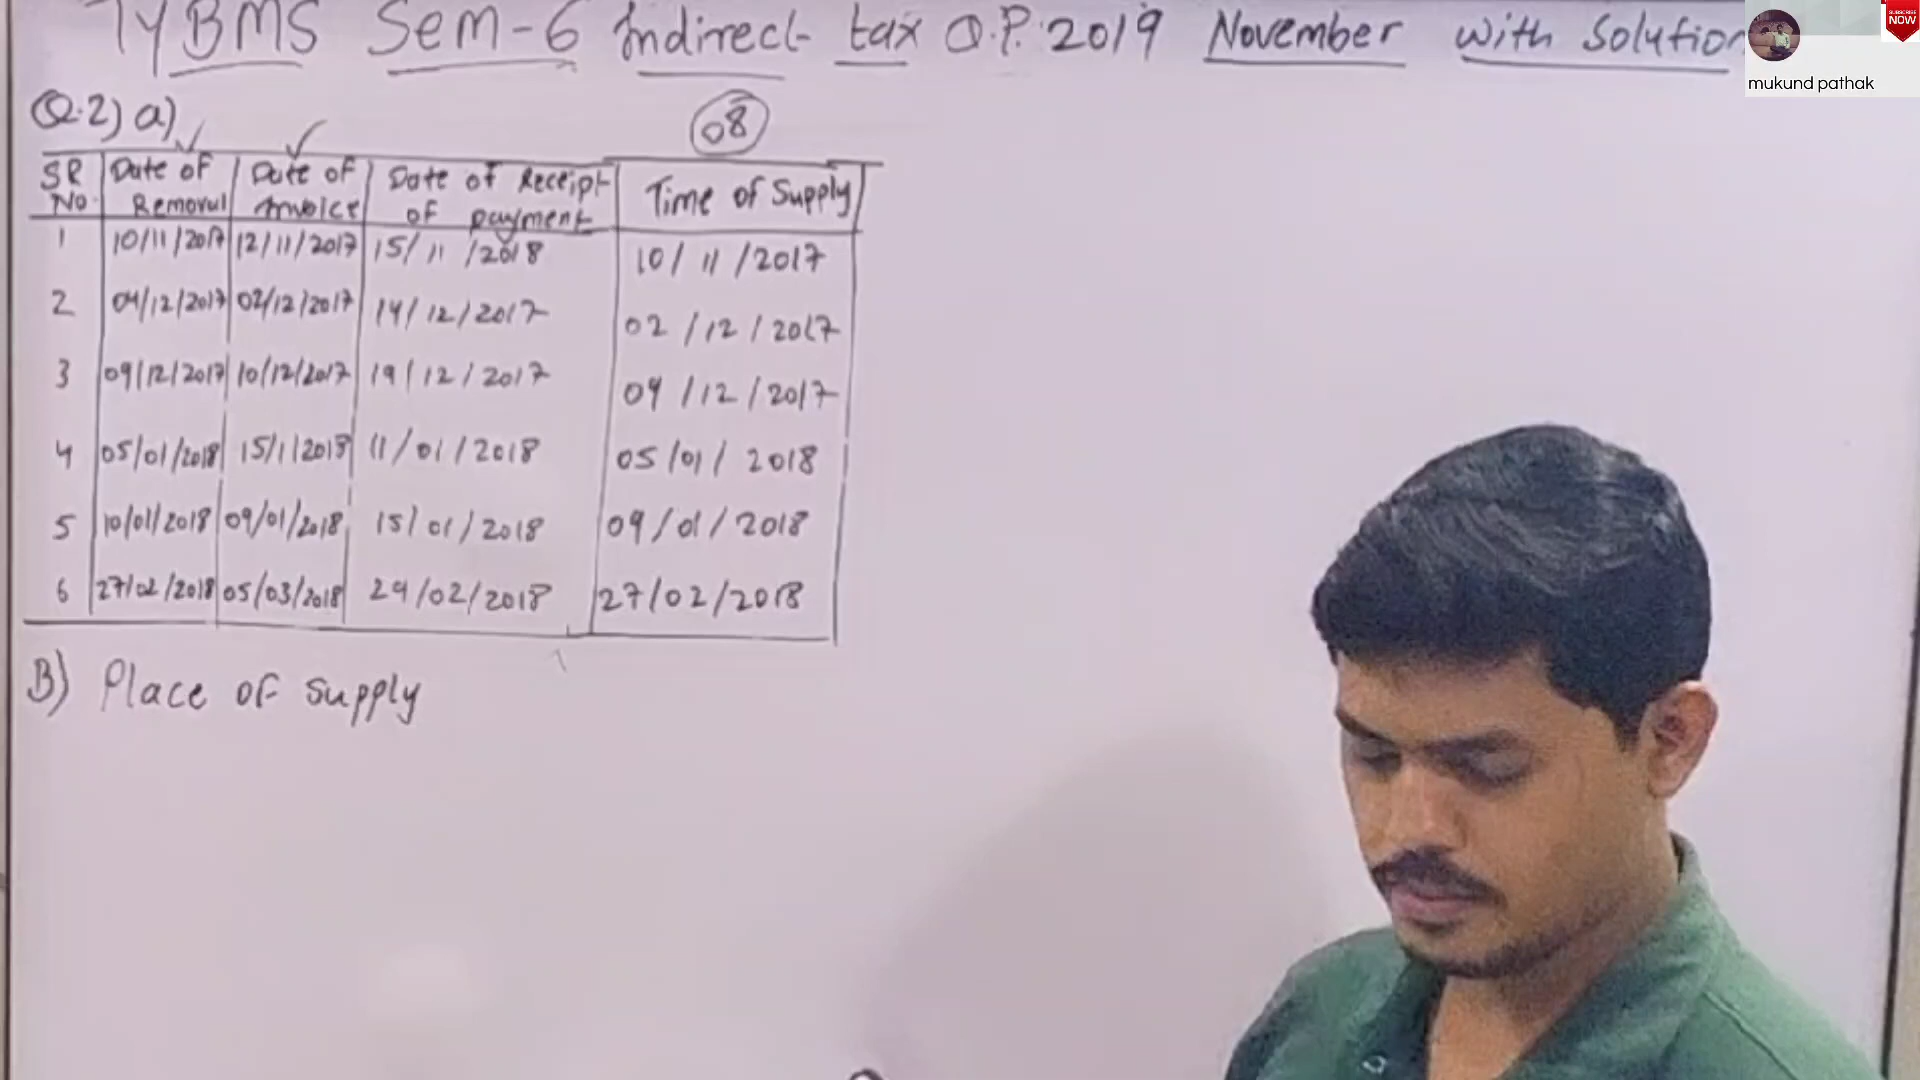 TYBMS Sem-6 Indirect tax Q.P. 2019 November with Solution
SUBSCRIBE NOW
mukund pathak
Q.2) a) 08
SR No. Date of Removal Date of Invoice Date of Receipt of payment Time of Supply
1 10/11/2017 12/11/2017 15/11/2018 10/11/2017
2 04/12/2017 02/12/2017 14/12/2017 02/12/2017
3 09/12/2017 10/12/2017 19/12/2017 09/12/2017
4 05/01/2018 15/1/2018 11/01/2018 05/01/2018
5 10/01/2018 09/01/2018 15/01/2018 09/01/2018
6 27/02/2018 05/03/2018 29/02/2018 27/02/2018
B) Place of supply